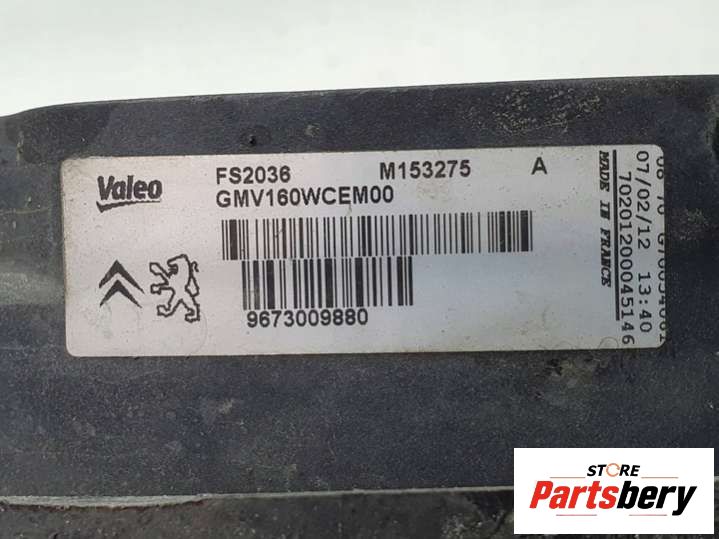 Valeo
FS2036 M153275 A
GMV160WCEM00
9673009880
MADE IN FRANCE
70201200045146
07/02/12 13:40
STORE
Partsbery